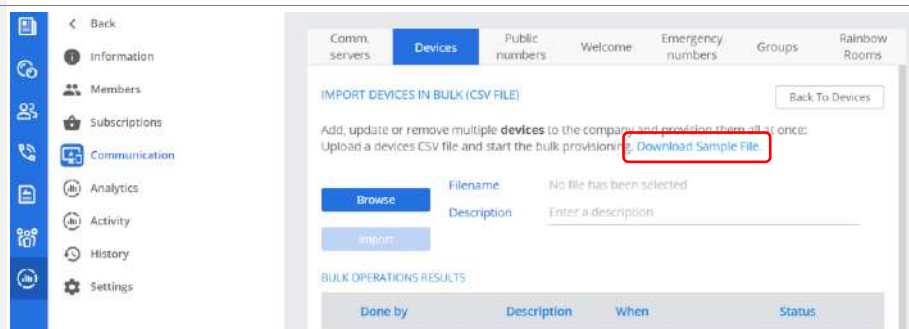 Back
Information
Members
Subscriptions
Communication
Analytics
Activity
History
Settings
Comm. servers
Devices
Public numbers
Welcome
Emergency numbers
Groups
Rainbow Rooms
IMPORT DEVICES IN BULK (CSV FILE)
Back To Devices
Add, update or remove multiple devices to the company and provision them all at once:
Upload a devices CSV file and start the bulk provisioning. Download Sample File.
Browse
Filename
No file has been selected
Description
Enter a description
Import
BULK OPERATIONS RESULTS
Done by
Description
When
Status